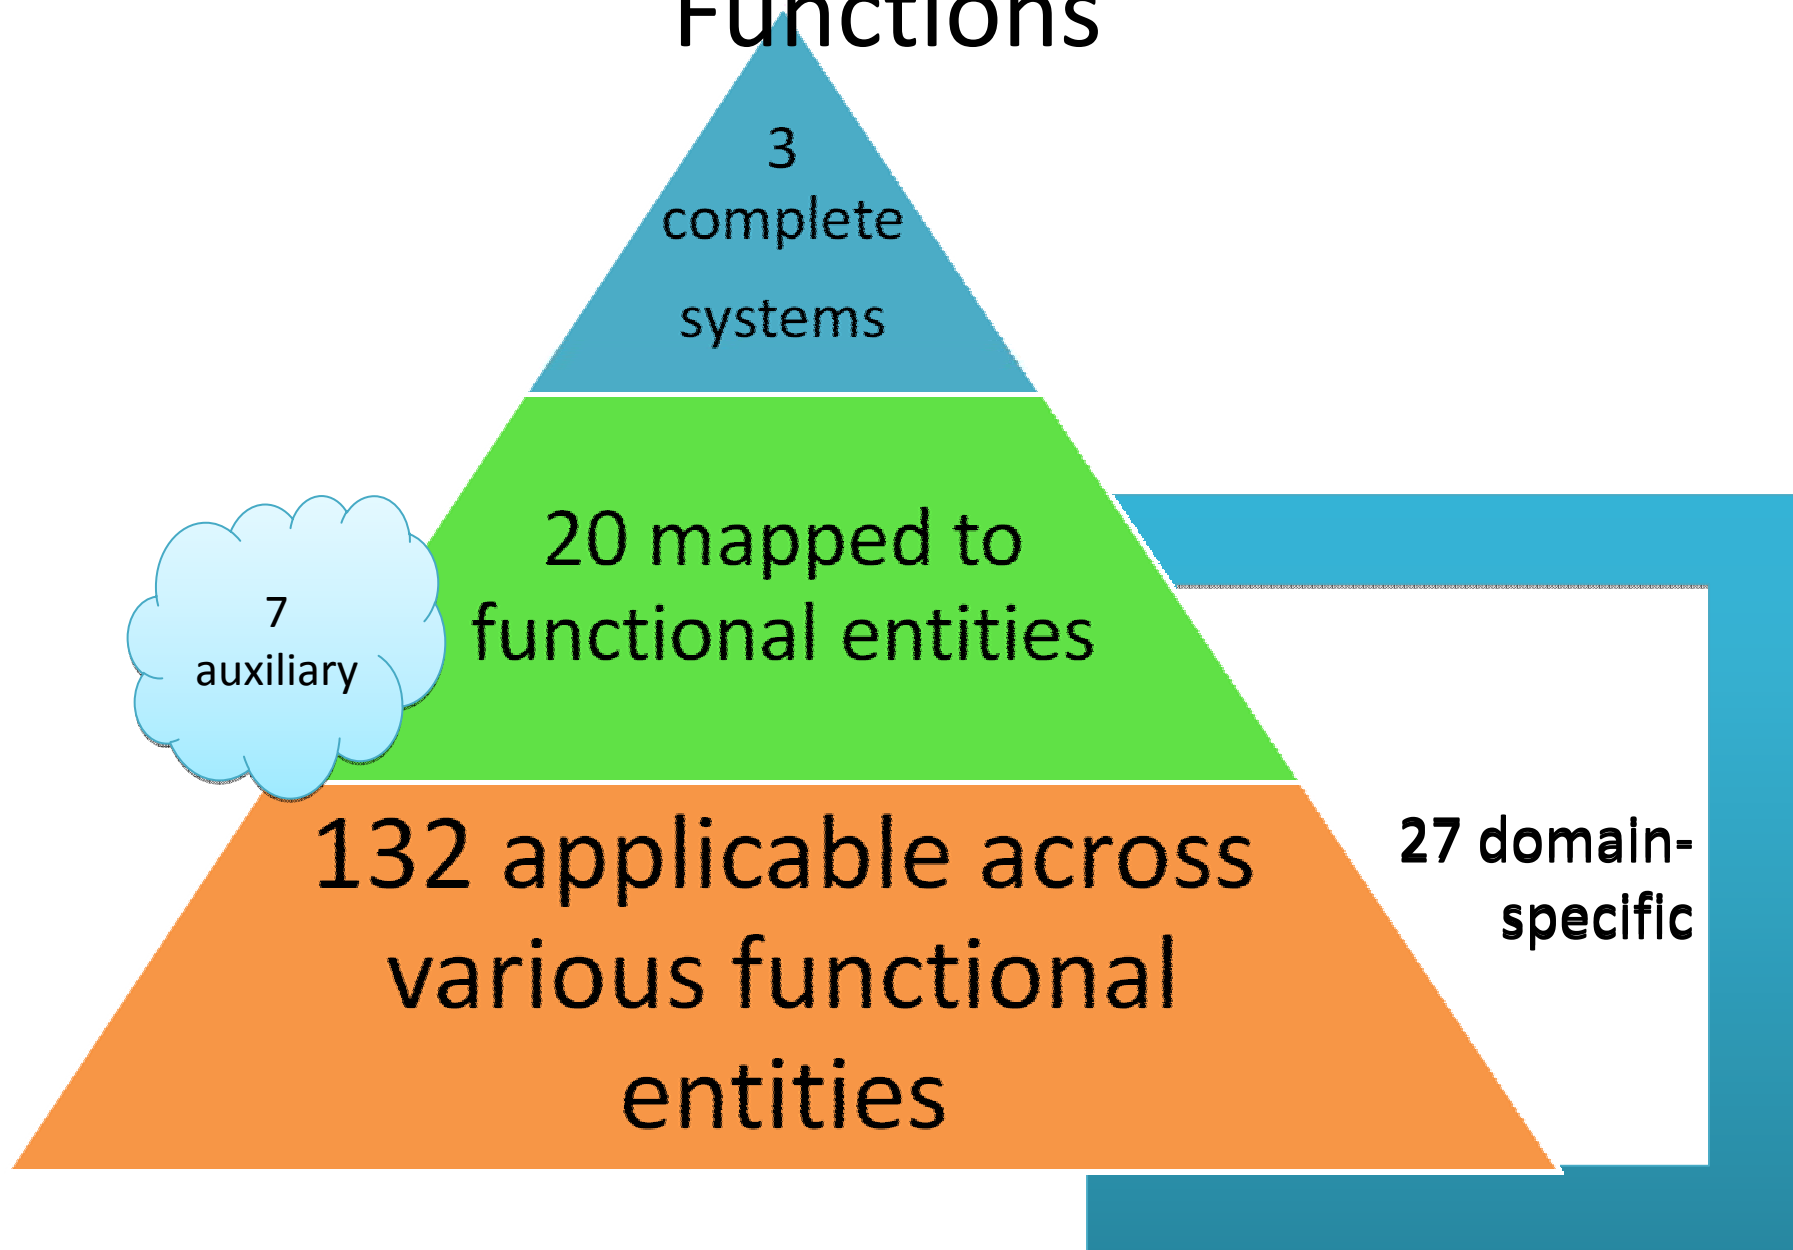 Functions
3
complete
systems
20 mapped to
functional entities
7
auxiliary
132 applicable across
various functional
entities
27 domain-
specific